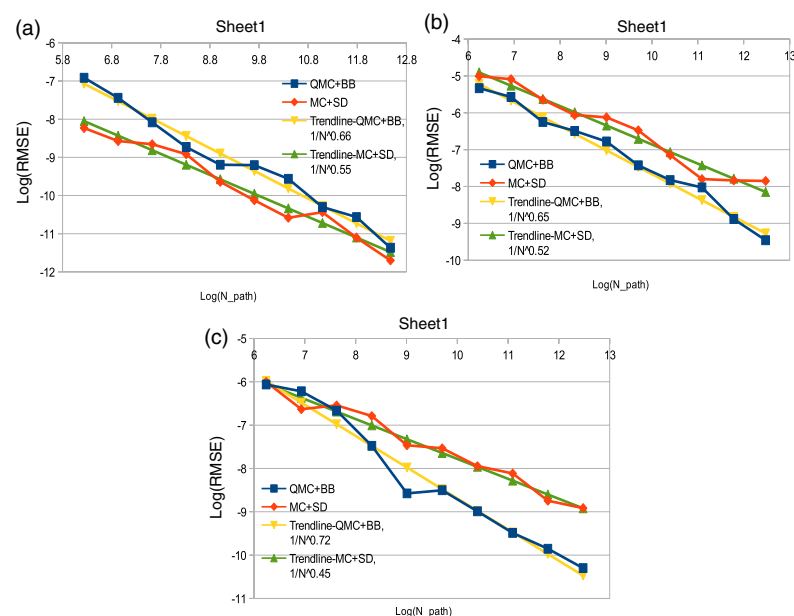 (a)
Sheet1
-6
5.8 6.8 7.8 8.8 9.8 10.8 11.8 12.8
-7
-8
-9
-10
-11
-12
Log(RMSE)
QMC+BB
MC+SD
Trendline-QMC+BB,
1/N^0.66
Trendline-MC+SD,
1/N^0.55
Log(N_path)
(b)
Sheet1
-4
6 7 8 9 10 11 12 13
-5
-6
-7
-8
-9
-10
Log(RMSE)
QMC+BB
MC+SD
Trendline-QMC+BB,
1/N^0.65
Trendline-MC+SD,
1/N^0.52
Log(N_path)
(c)
Sheet1
-5
6 7 8 9 10 11 12 13
-6
-7
-8
-9
-10
-11
Log(RMSE)
QMC+BB
MC+SD
Trendline-QMC+BB,
1/N^0.72
Trendline-MC+SD,
1/N^0.45
Log(N_path)